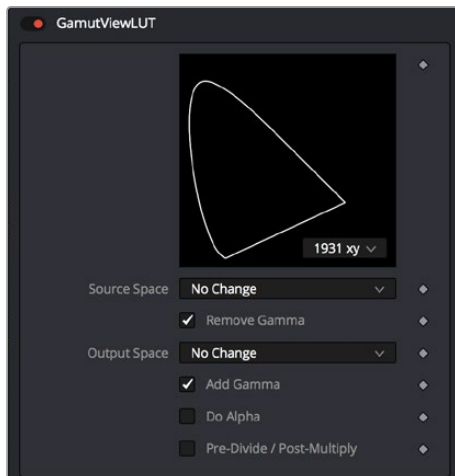 GamutViewLUT
1931 xy
Source Space No Change
Remove Gamma
Output Space No Change
Add Gamma
Do Alpha
Pre-Divide / Post-Multiply